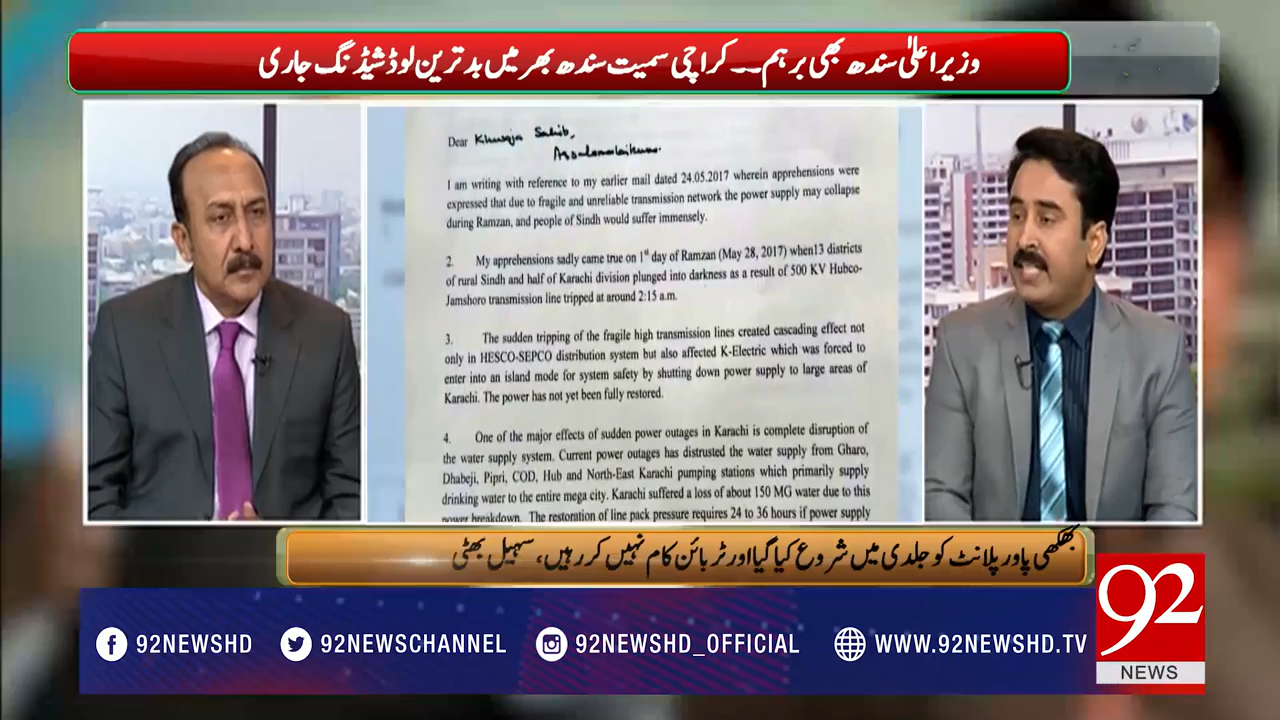 وزیراعلیٰ سندھ بھی برہم ۔۔۔ کراچی سمیت سندھ بھر میں بدترین لوڈشیڈنگ جاری
Dear Khwaja Sahib,
I am writing with reference to my earlier mail dated 24.05.2017 wherein apprehensions were
expressed that due to fragile and unreliable transmission network the power supply may collapse
during Ramzan, and people of Sindh would suffer immensely.
2. My apprehensions sadly came true on 1st day of Ramzan (May 28, 2017) when13 districts
of rural Sindh and half of Karachi division plunged into darkness as a result of 500 KV Hubco-
Jamshoro transmission line tripped at around 2:15 a.m.
3. The sudden tripping of the fragile high transmission lines created cascading effect not
only in HESCO-SEPCO distribution system but also affected K-Electric which was forced to
enter into an island mode for system safety by shutting down power supply to large areas of
Karachi. The power has not yet been fully restored.
4. One of the major effects of sudden power outages in Karachi is complete disruption of
the water supply system. Current power outages has distrusted the water supply from Gharo,
Dhabeji, Pipri, COD, Hub and North-East Karachi pumping stations which primarily supply
drinking water to the entire mega city. Karachi suffered a loss of about 150 MG water due to this
power breakdown. The restoration of line pack pressure requires 24 to 36 hours if power supply
بھکھی پاور پلانٹ کو جلدی میں شروع کیا گیا اور ٹربائن کام نہیں کر رہیں، سہیل بھٹی
92NEWSHD
92NEWSCHANNEL
92NEWSHD_OFFICIAL
WWW.92NEWSHD.TV
92
NEWS